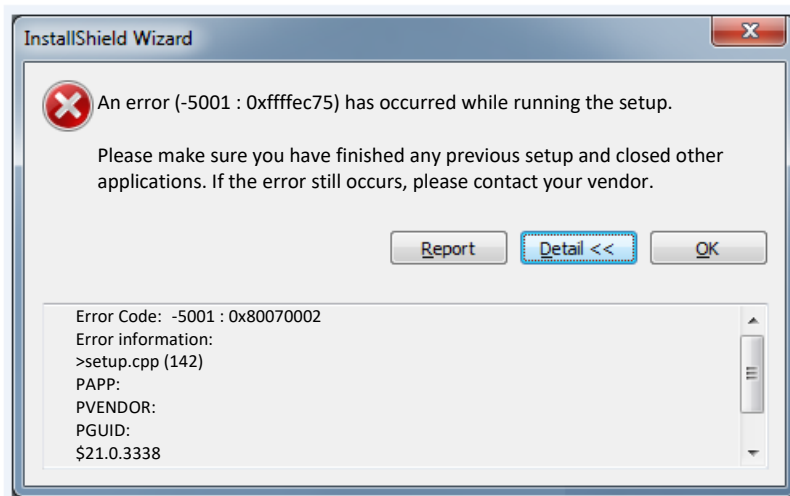 InstallShield Wizard
An error (-5001 : 0xffffec75) has occurred while running the setup.
Please make sure you have finished any previous setup and closed other
applications. If the error still occurs, please contact your vendor.
Report Detail << OK
Error Code: -5001 : 0x80070002
Error information:
>setup.cpp (142)
PAPP:
PVENDOR:
PGUID:
$21.0.3338